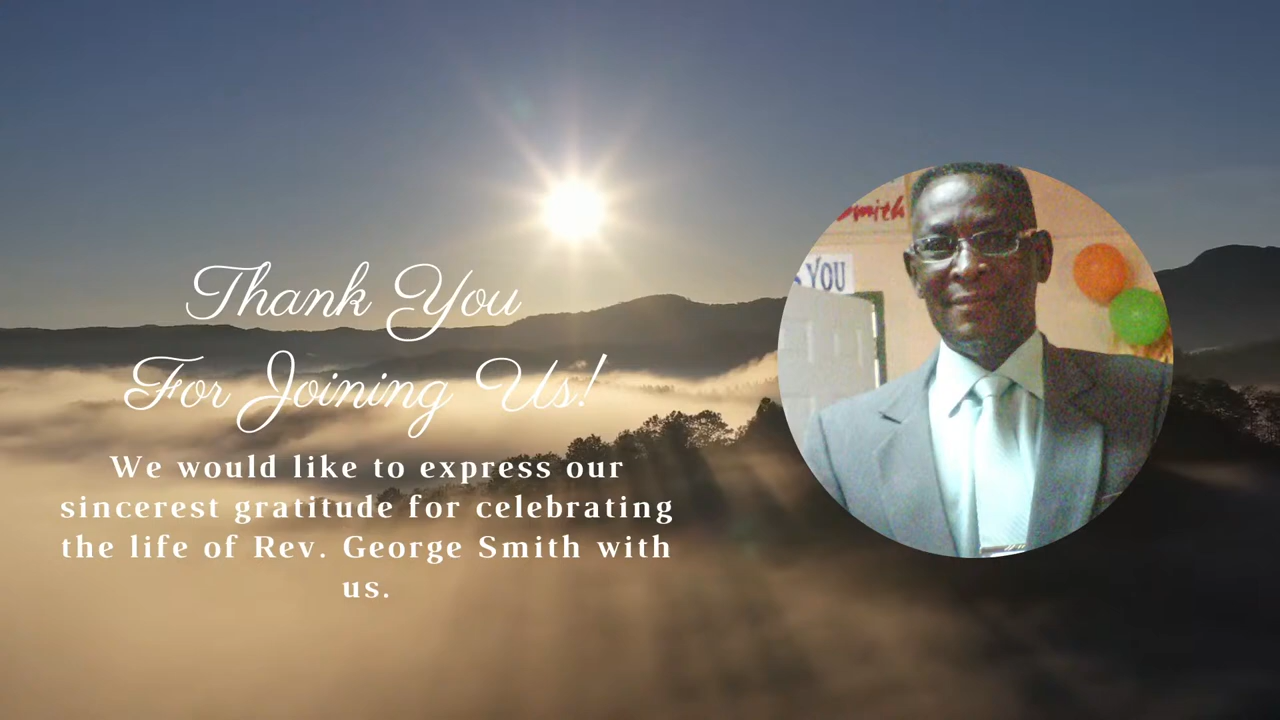 Thank You
For Joining Us!
We would like to express our
sincerest gratitude for celebrating
the life of Rev. George Smith with
us.
Smith
YOU